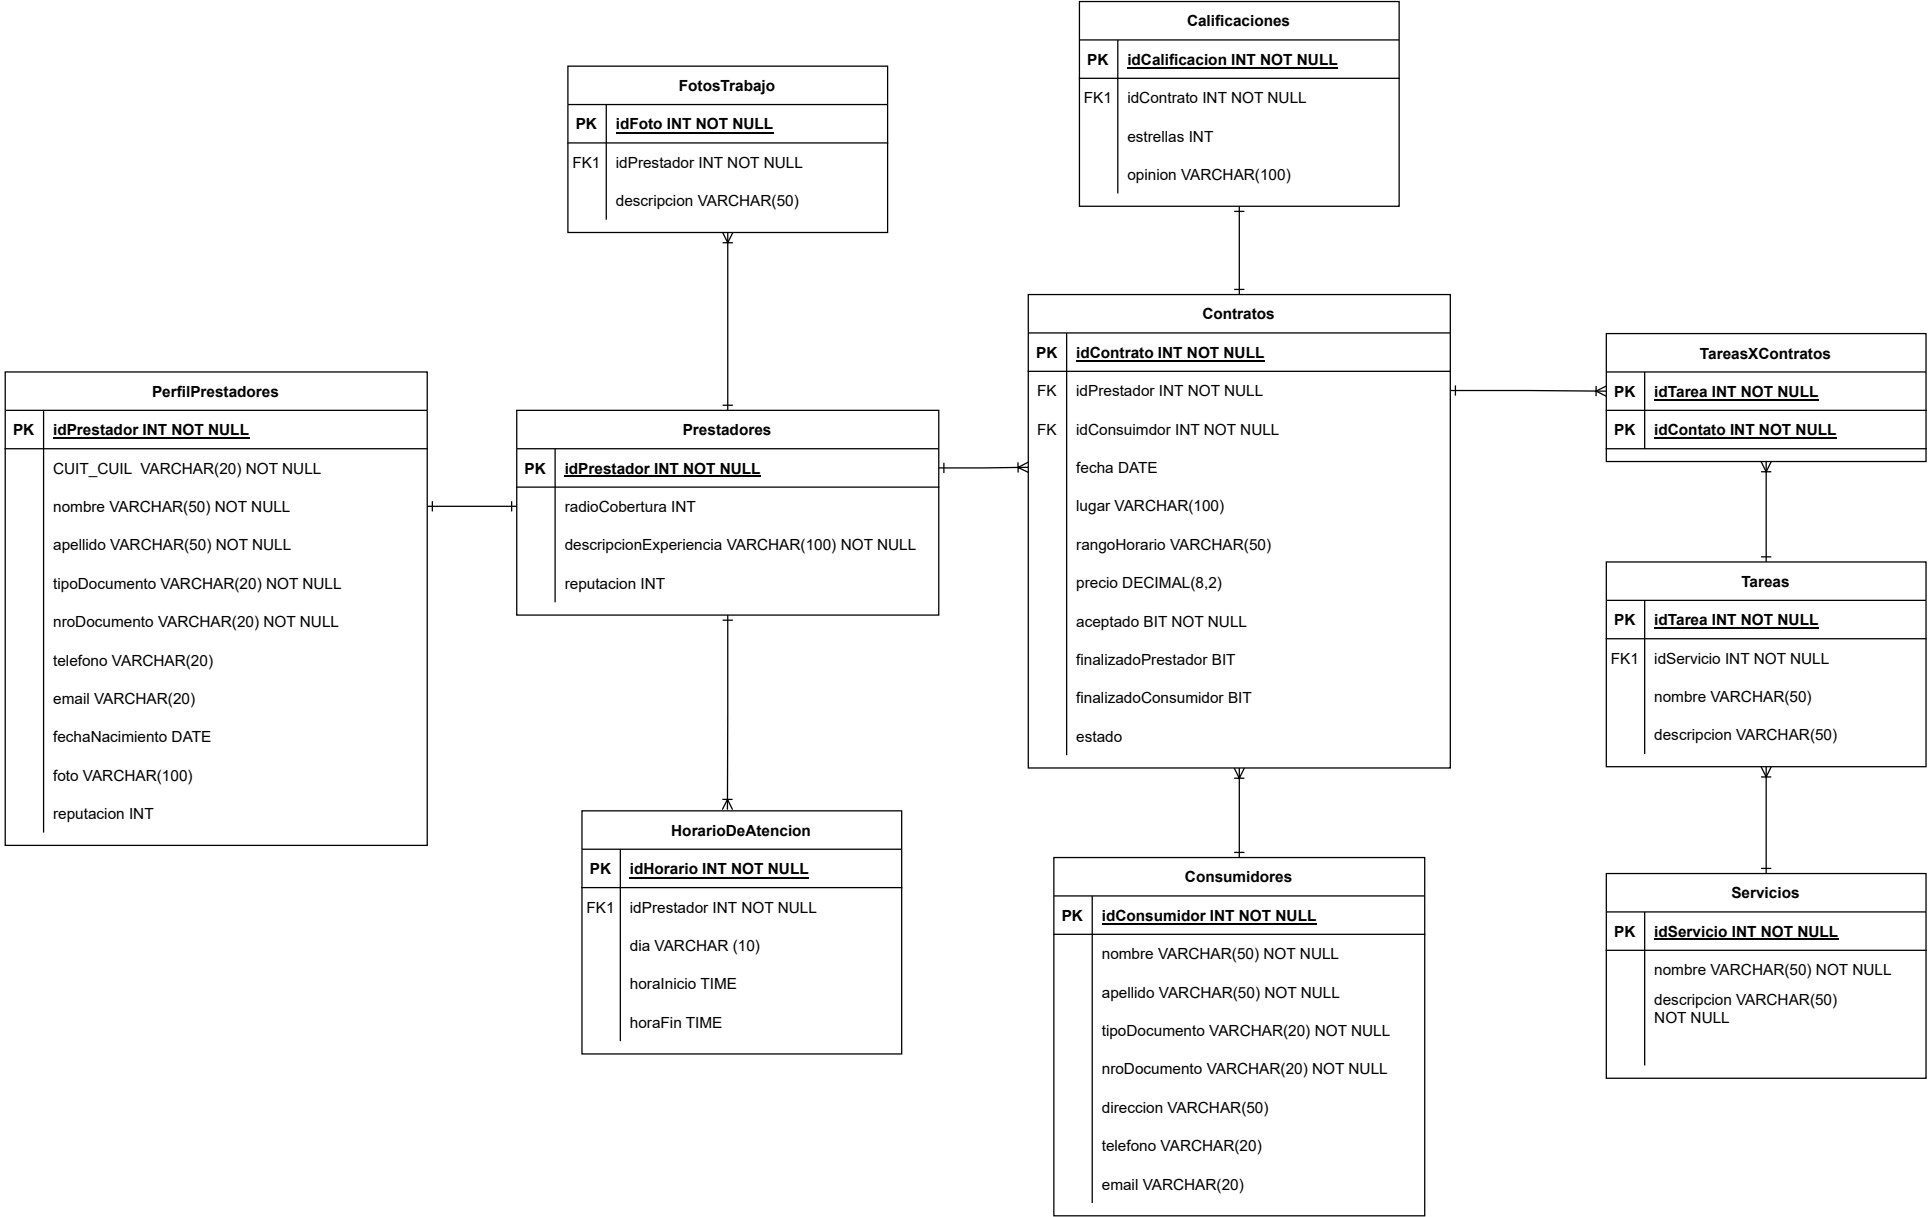 Calificaciones
PK idCalificacion INT NOT NULL
FK1 idContrato INT NOT NULL
estrellas INT
opinion VARCHAR(100)
FotosTrabajo
PK idFoto INT NOT NULL
FK1 idPrestador INT NOT NULL
descripcion VARCHAR(50)
PerfilPrestadores
PK idPrestador INT NOT NULL
CUIT_CUIL  VARCHAR(20) NOT NULL
nombre VARCHAR(50) NOT NULL
apellido VARCHAR(50) NOT NULL
tipoDocumento VARCHAR(20) NOT NULL
nroDocumento VARCHAR(20) NOT NULL
telefono VARCHAR(20)
email VARCHAR(20)
fechaNacimiento DATE
foto VARCHAR(100)
reputacion INT
Prestadores
PK idPrestador INT NOT NULL
radioCobertura INT
descripcionExperiencia VARCHAR(100) NOT NULL
reputacion INT
HorarioDeAtencion
PK idHorario INT NOT NULL
FK1 idPrestador INT NOT NULL
dia VARCHAR (10)
horaInicio TIME
horaFin TIME
Contratos
PK idContrato INT NOT NULL
FK idPrestador INT NOT NULL
FK idConsuimdor INT NOT NULL
fecha DATE
lugar VARCHAR(100)
rangoHorario VARCHAR(50)
precio DECIMAL(8,2)
aceptado BIT NOT NULL
finalizadoPrestador BIT
finalizadoConsumidor BIT
estado
Consumidores
PK idConsumidor INT NOT NULL
nombre VARCHAR(50) NOT NULL
apellido VARCHAR(50) NOT NULL
tipoDocumento VARCHAR(20) NOT NULL
nroDocumento VARCHAR(20) NOT NULL
direccion VARCHAR(50)
telefono VARCHAR(20)
email VARCHAR(20)
TareasXContratos
PK idTarea INT NOT NULL
PK idContato INT NOT NULL
Tareas
PK idTarea INT NOT NULL
FK1 idServicio INT NOT NULL
nombre VARCHAR(50)
descripcion VARCHAR(50)
Servicios
PK idServicio INT NOT NULL
nombre VARCHAR(50) NOT NULL
descripcion VARCHAR(50)
NOT NULL